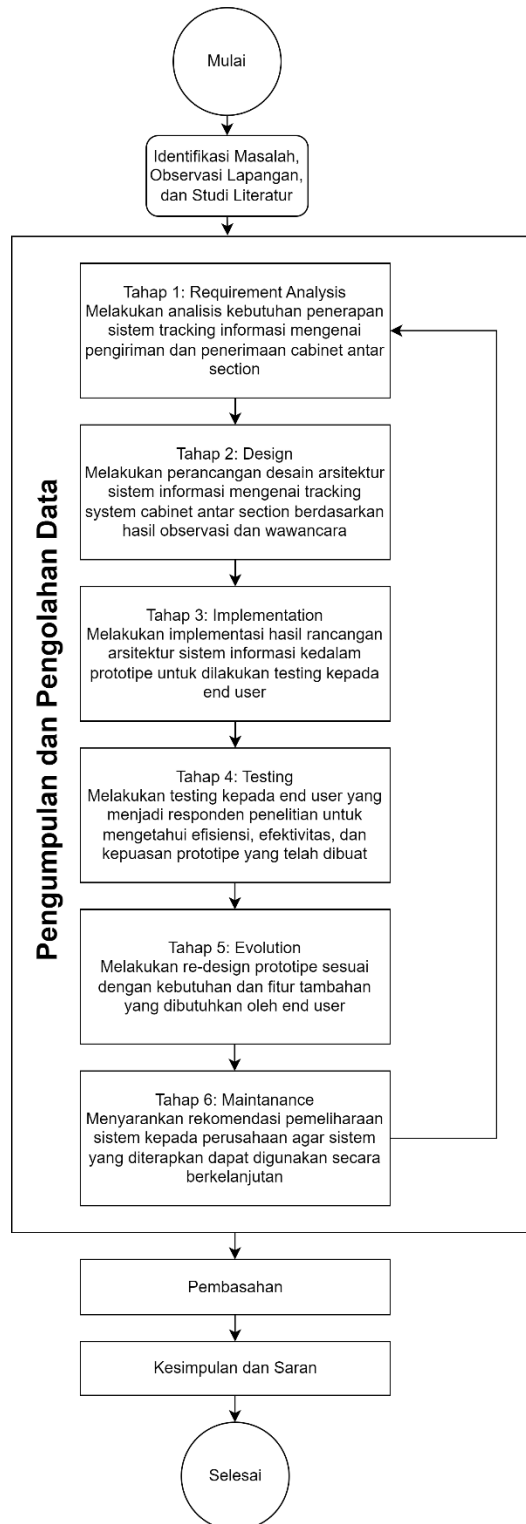 Mulai
Identifikasi Masalah,
Observasi Lapangan,
dan Studi Literatur
Pengumpulan dan Pengolahan Data
Tahap 1: Requirement Analysis
Melakukan analisis kebutuhan penerapan
sistem tracking informasi mengenai
pengiriman dan penerimaan cabinet antar
section
Tahap 2: Design
Melakukan perancangan desain arsitektur
sistem informasi mengenai tracking
system cabinet antar section berdasarkan
hasil observasi dan wawancara
Tahap 3: Implementation
Melakukan implementasi hasil rancangan
arsitektur sistem informasi kedalam
prototipe untuk dilakukan testing kepada
end user
Tahap 4: Testing
Melakukan testing kepada end user yang
menjadi responden penelitian untuk
mengetahui efisiensi, efektivitas, dan
kepuasan prototipe yang telah dibuat
Tahap 5: Evolution
Melakukan re-design prototipe sesuai
dengan kebutuhan dan fitur tambahan
yang dibutuhkan oleh end user
Tahap 6: Maintanance
Menyarankan rekomendasi pemeliharaan
sistem kepada perusahaan agar sistem
yang diterapkan dapat digunakan secara
berkelanjutan
Pembasahan
Kesimpulan dan Saran
Selesai